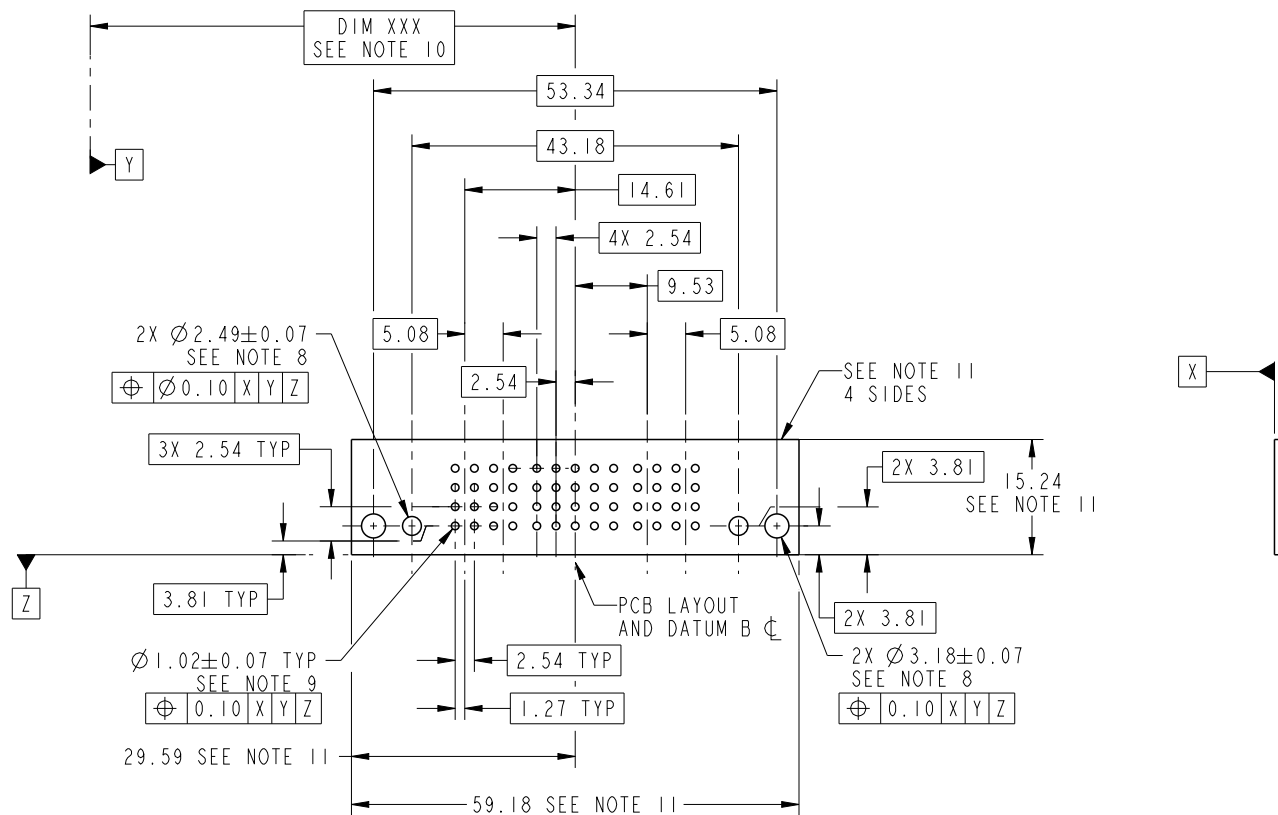 DIM XXX
SEE NOTE 10
53.34
Y
43.18
14.61
4X 2.54
9.53
2X Ø2.49±0.07
SEE NOTE 8
⌖ Ø0.10 X Y Z
5.08
5.08
2.54
SEE NOTE 11
4 SIDES
X
3X 2.54 TYP
2X 3.81
15.24
SEE NOTE 11
Z
3.81 TYP
PCB LAYOUT
AND DATUM B ℄
2X 3.81
Ø1.02±0.07 TYP
SEE NOTE 9
⌖ 0.10 X Y Z
2.54 TYP
1.27 TYP
2X Ø3.18±0.07
SEE NOTE 8
⌖ 0.10 X Y Z
29.59 SEE NOTE 11
59.18 SEE NOTE 11